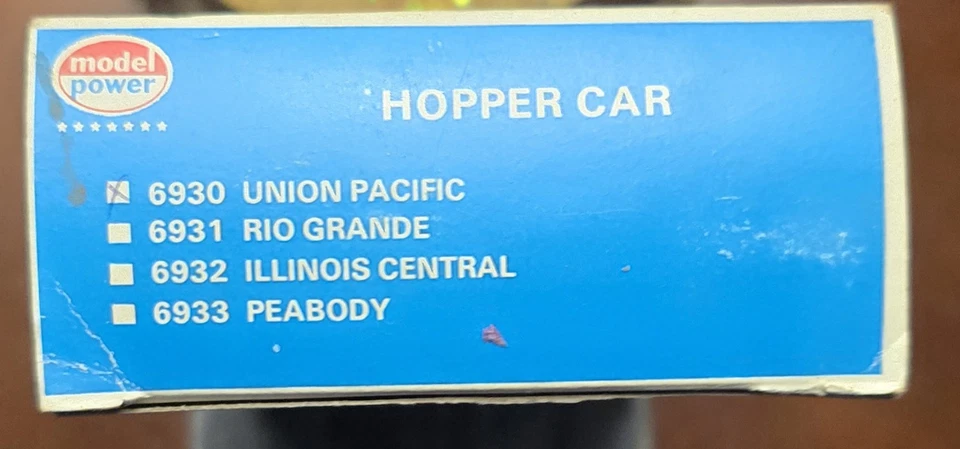 model
power
HOPPER CAR
6930 UNION PACIFIC
6931 RIO GRANDE
6932 ILLINOIS CENTRAL
6933 PEABODY